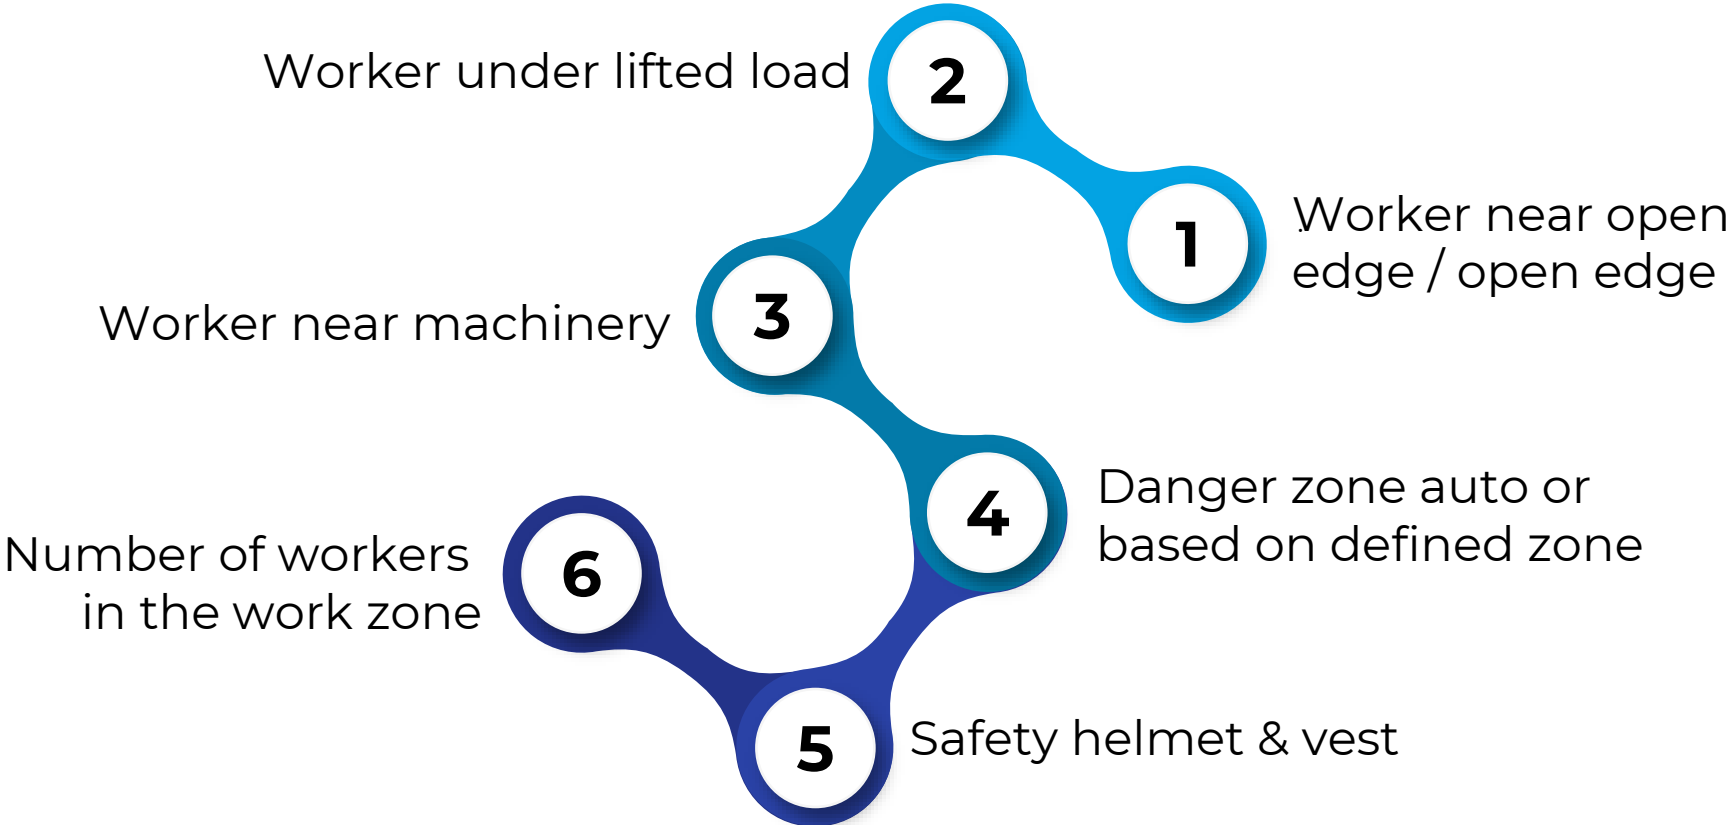 Worker under lifted load
2
1
Worker near open
edge / open edge
Worker near machinery
3
4
Danger zone auto or
based on defined zone
Number of workers
in the work zone
6
5
Safety helmet & vest